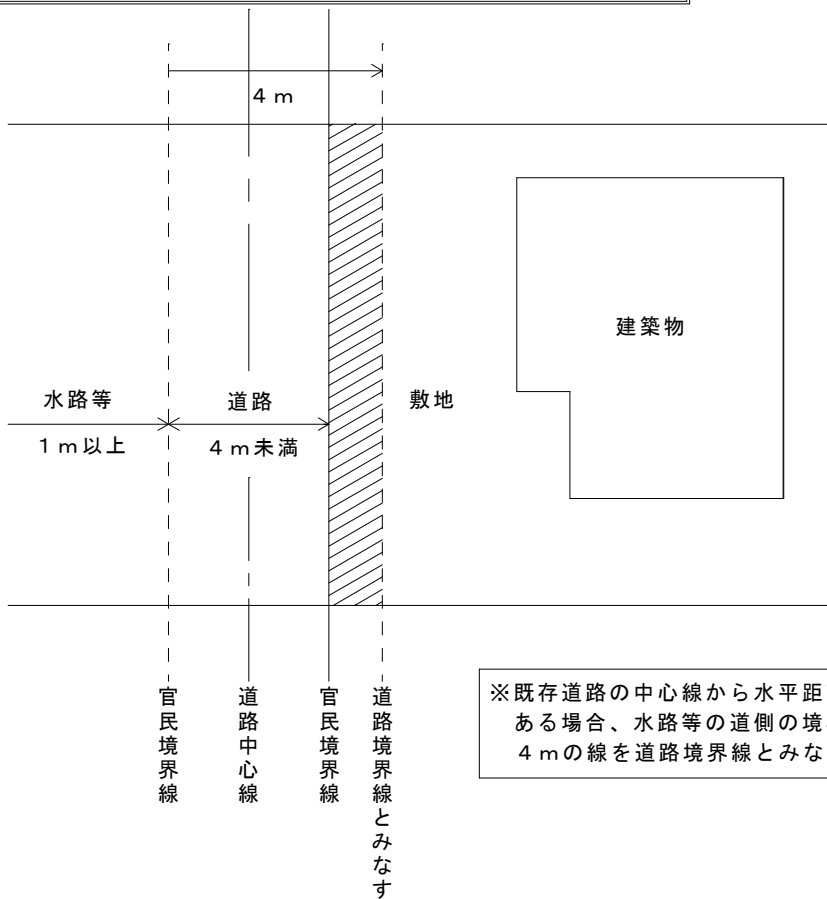 4m
建築物
水路等
道路
敷地
1m以上
4m未満
官民境界線
道路中心線
官民境界線
道路境界線とみなす
※既存道路の中心線から水平距
ある場合、水路等の道側の境
4mの線を道路境界線とみな